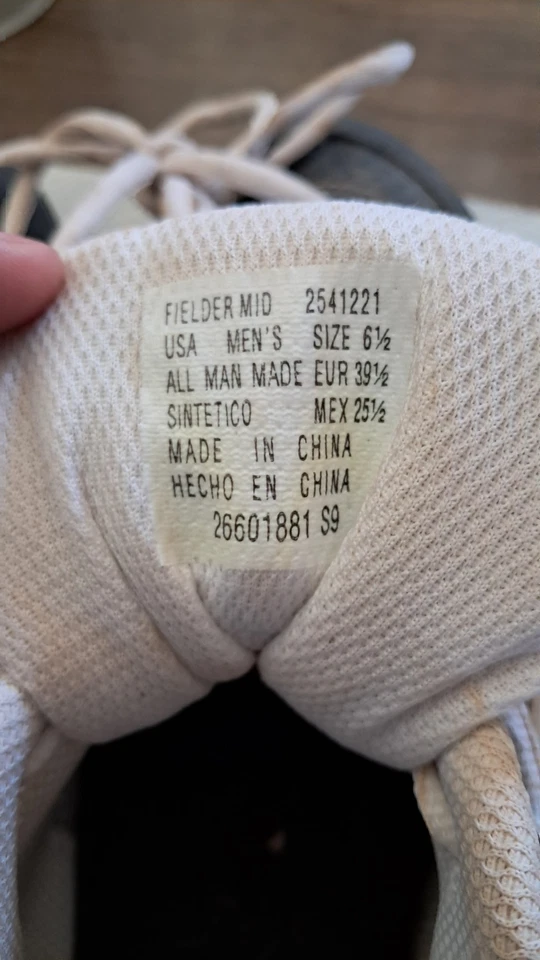 FIELDER MID 2541221
USA MEN'S SIZE 6½
ALL MAN MADE EUR 39½
SINTETICO MEX 25½
MADE IN CHINA
HECHO EN CHINA
26601881 S9